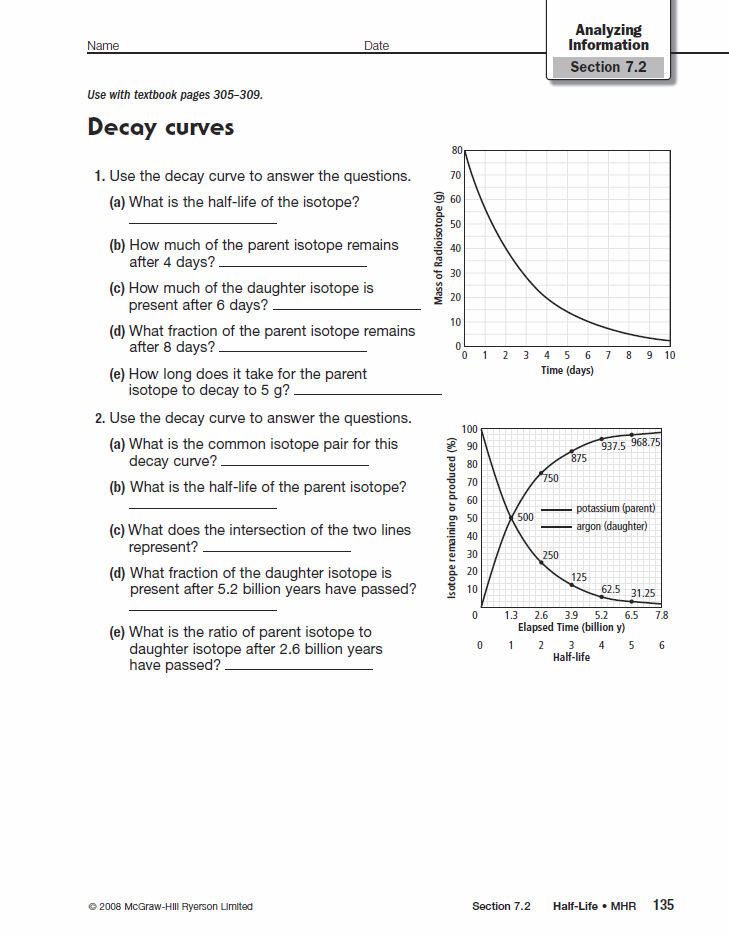 Analyzing
Information
Name Date
Section 7.2
Use with textbook pages 305–309.
Decay curves
1. Use the decay curve to answer the questions.
(a) What is the half-life of the isotope?
(b) How much of the parent isotope remains
after 4 days?
(c) How much of the daughter isotope is
present after 6 days?
(d) What fraction of the parent isotope remains
after 8 days?
(e) How long does it take for the parent
isotope to decay to 5 g?
80
70
60
50
40
30
20
10
0
Mass of Radioisotope (g)
0 1 2 3 4 5 6 7 8 9 10
Time (days)
2. Use the decay curve to answer the questions.
(a) What is the common isotope pair for this
decay curve?
(b) What is the half-life of the parent isotope?
(c) What does the intersection of the two lines
represent?
(d) What fraction of the daughter isotope is
present after 5.2 billion years have passed?
(e) What is the ratio of parent isotope to
daughter isotope after 2.6 billion years
have passed?
Isotope remaining or produced (%)
100
90
80
70
60
50
40
30
20
10
937.5 968.75
875
750
potassium (parent)
500
argon (daughter)
250
125
62.5 31.25
0 1.3 2.6 3.9 5.2 6.5 7.8
Elapsed Time (billion y)
0 1 2 3 4 5 6
Half-life
© 2008 McGraw-Hill Ryerson Limited Section 7.2 Half-Life • MHR 135